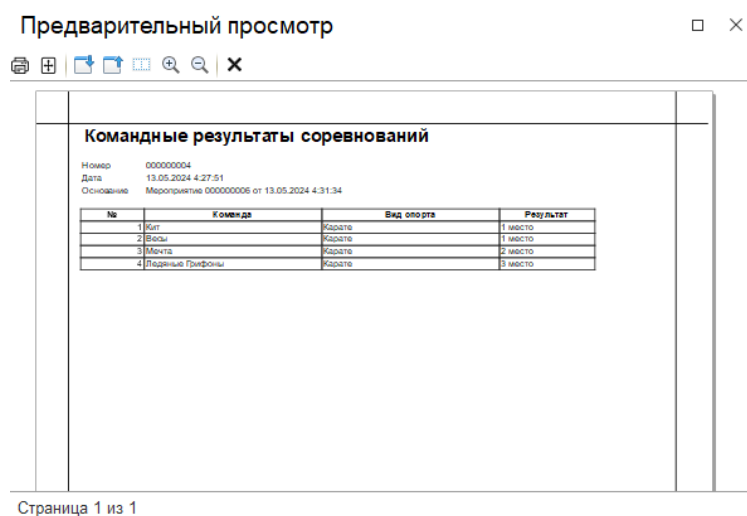 Предварительный просмотр
Командные результаты соревнований
Номер 000000004
Дата 13.05.2024 4:27:51
Основание Мероприятие 000000006 от 13.05.2024 4:31:34
№ Команда Вид спорта Результат
1 Кит Карате 1 место
2 Весы Карате 1 место
3 Мечта Карате 2 место
4 Ледяные Грифоны Карате 3 место
Страница 1 из 1